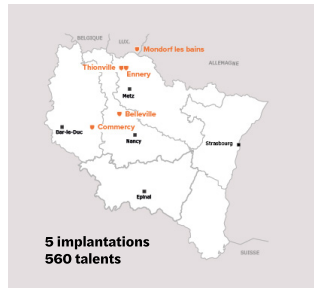 BELGIQUE
LUX.
Mondorf les bains
ALLEMAGNE
Thionville
Ennery
Metz
Belleville
Bar-le-Duc
Commercy
Nancy
Strasbourg
Epinal
5 implantations
560 talents
SUISSE